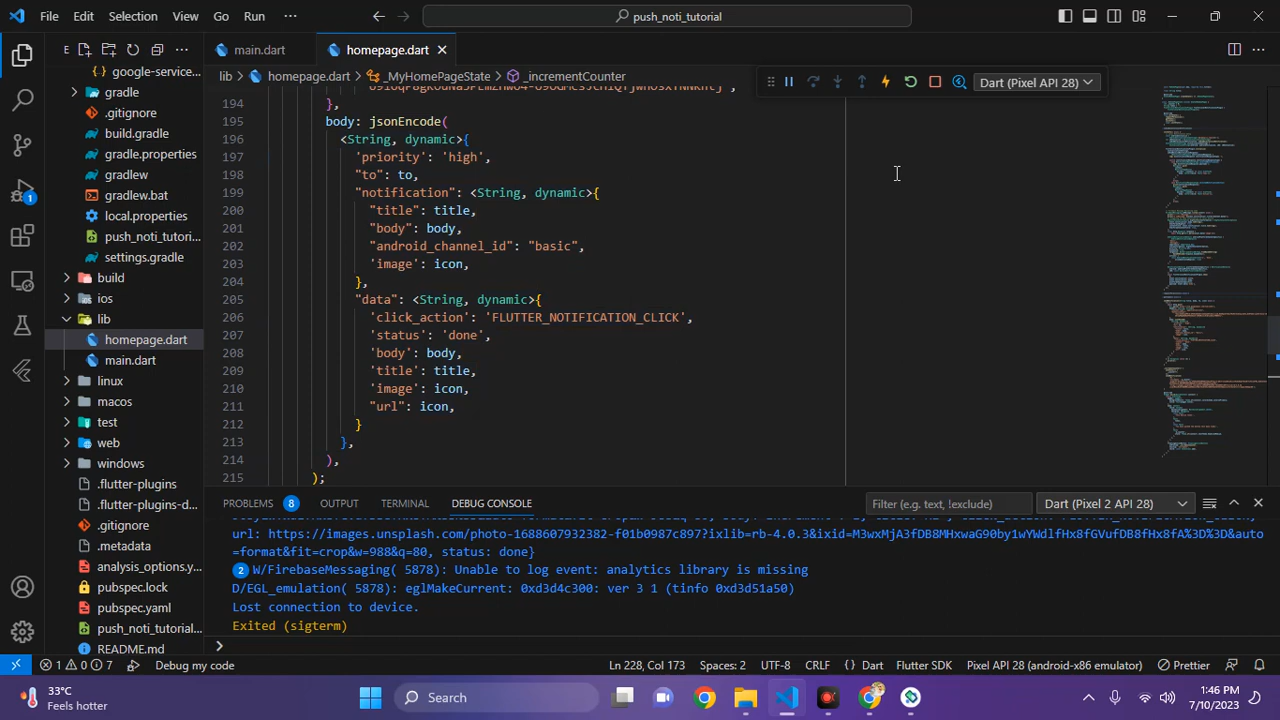 File Edit Selection View Go Run ··· push_noti_tutorial
main.dart homepage.dart
lib > homepage.dart > _MyHomePageState > _incrementCounter
Dart (Pixel API 28)
google-service...
gradle
.gitignore
build.gradle
gradle.properties
gradlew
gradlew.bat
local.properties
push_noti_tutori...
settings.gradle
build
ios
lib
homepage.dart
main.dart
linux
macos
test
web
windows
.flutter-plugins
.flutter-plugins-d...
.gitignore
.metadata
analysis_options.y...
pubspec.lock
pubspec.yaml
push_noti_tutorial...
README.md
194 },
195 body: jsonEncode(
196 <String, dynamic>{
197 'priority': 'high',
198 "to": to,
199 "notification": <String, dynamic>{
200 "title": title,
201 "body": body,
202 "android_channel_id": "basic",
203 'image': icon,
204 },
205 "data": <String, dynamic>{
206 'click_action': 'FLUTTER_NOTIFICATION_CLICK',
207 'status': 'done',
208 'body': body,
209 'title': title,
210 'image': icon,
211 "url": icon,
212 }
213 },
214 ),
215 );
PROBLEMS 8 OUTPUT TERMINAL DEBUG CONSOLE Filter (e.g. text, !exclude) Dart (Pixel 2 API 28)
url: https://images.unsplash.com/photo-1688607932382-f01b0987c897?ixlib=rb-4.0.3&ixid=M3wxMjA3fDB8MHxwaG90by1wYWdlfHx8fGVufDB8fHx8fA%3D%3D&auto
=format&fit=crop&w=988&q=80, status: done}
2 W/FirebaseMessaging( 5878): Unable to log event: analytics library is missing
D/EGL_emulation( 5878): eglMakeCurrent: 0xd3d4c300: ver 3 1 (tinfo 0xd3d51a50)
Lost connection to device.
Exited (sigterm)
1 0 7 Debug my code Ln 228, Col 173 Spaces: 2 UTF-8 CRLF {} Dart Flutter SDK Pixel API 28 (android-x86 emulator) Prettier
1
33°C
Feels hotter
Search
1:46 PM
7/10/2023